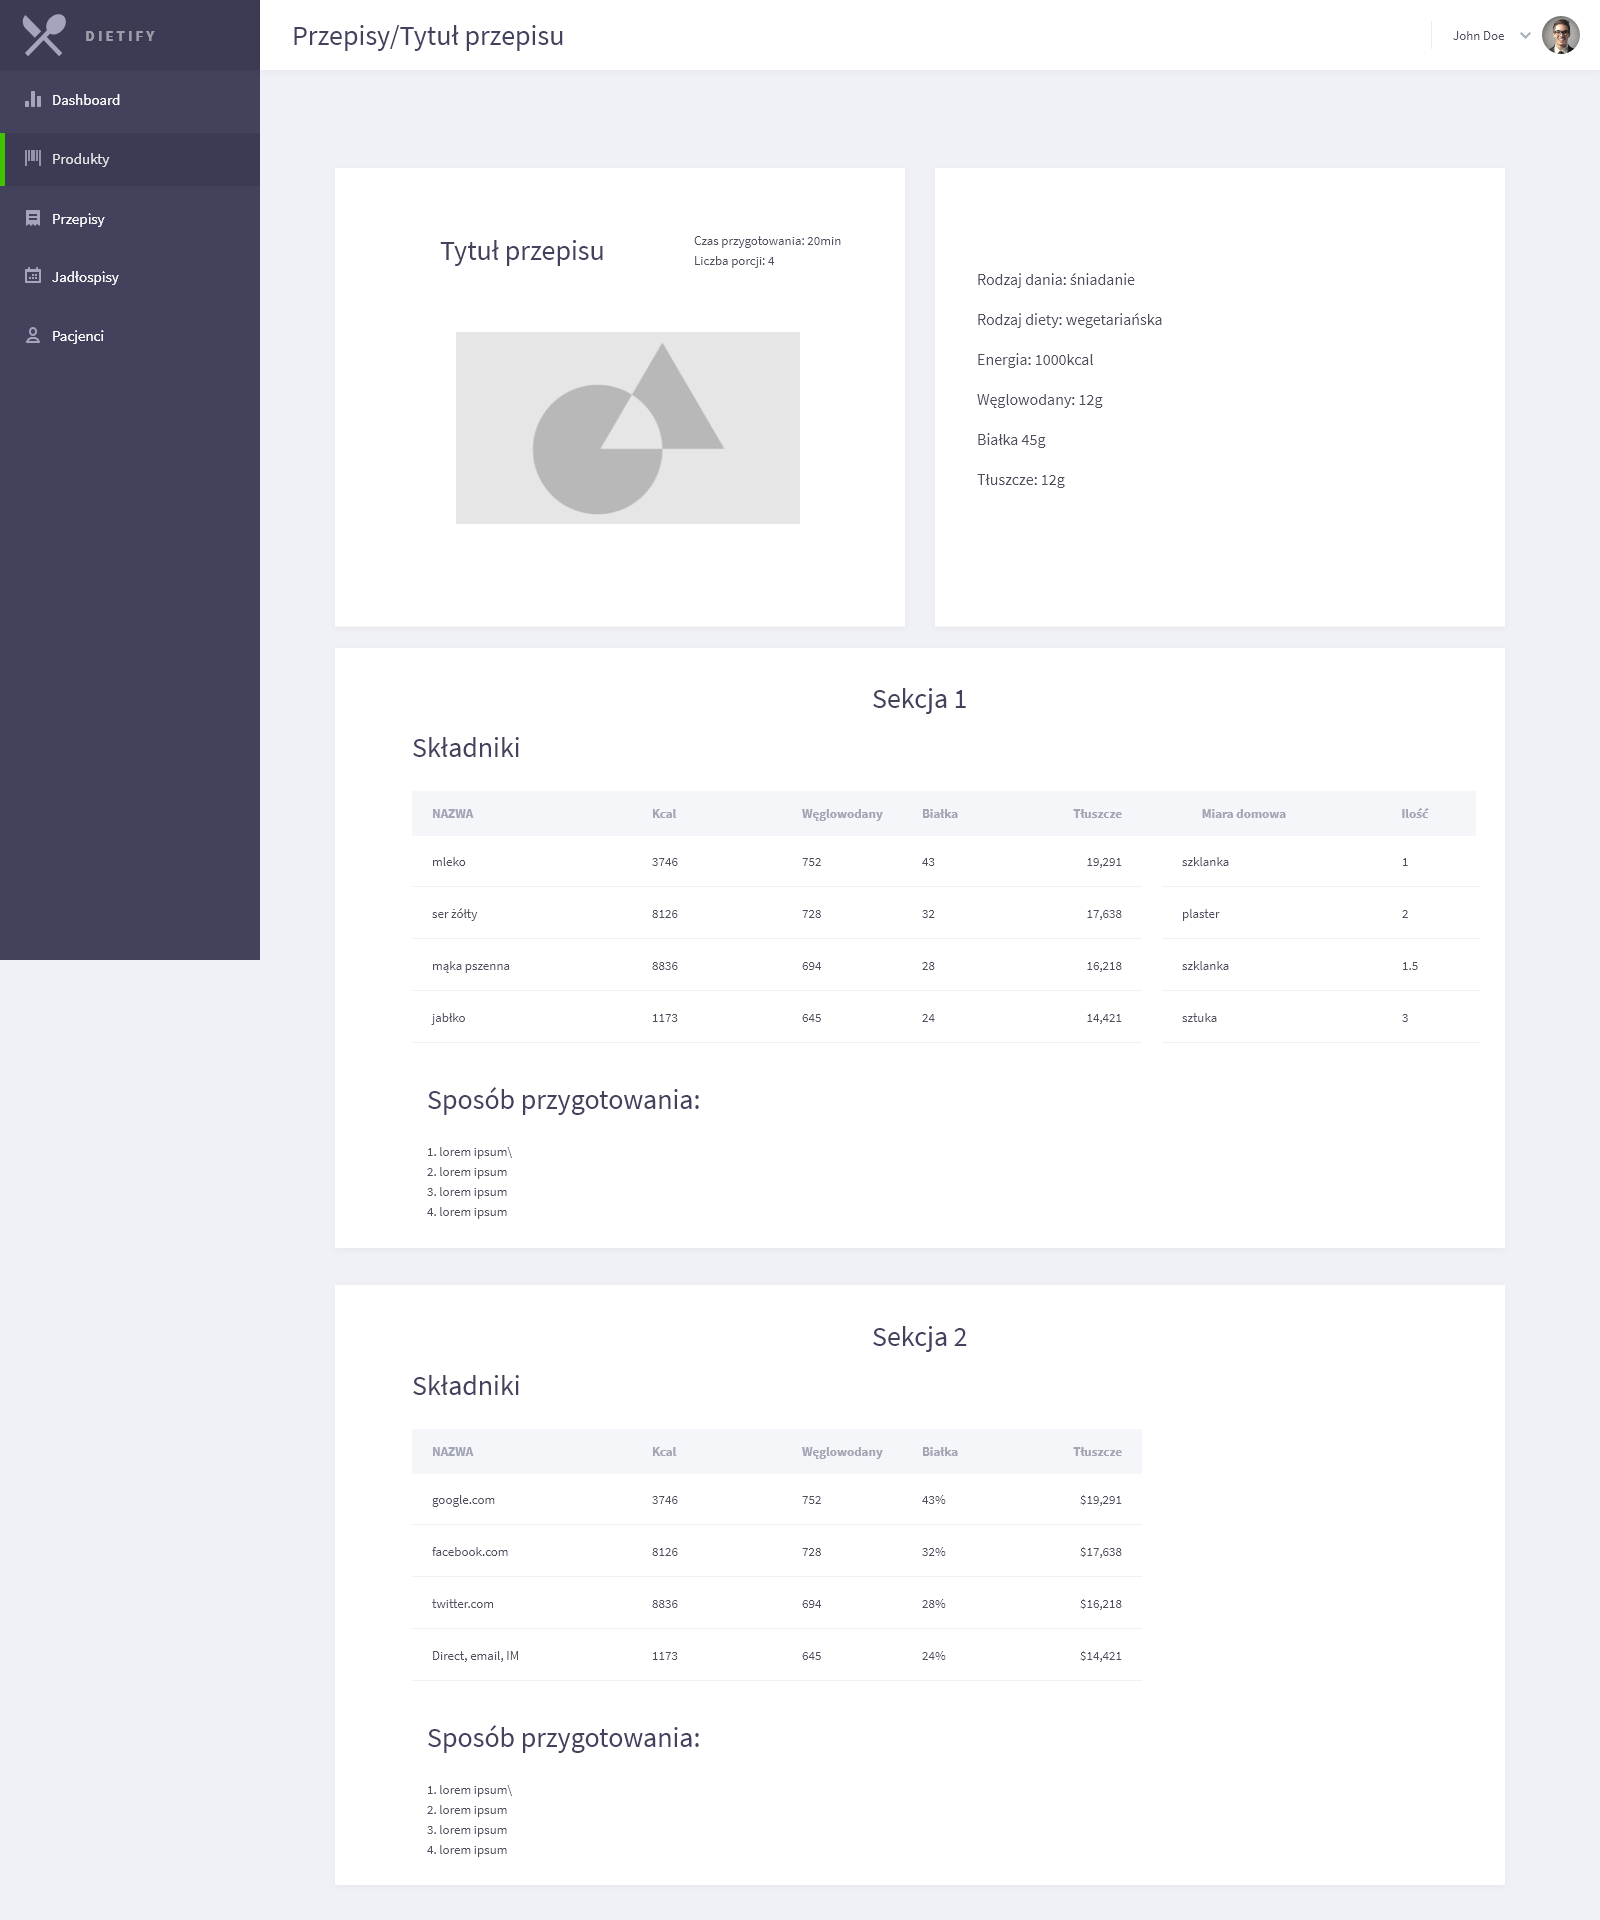 DIETIFY
Przepisy/Tytuł przepisu
John Doe
Dashboard
Produkty
Przepisy
Jadłospisy
Pacjenci
Tytuł przepisu
Czas przygotowania: 20min
Liczba porcji: 4
Rodzaj dania: śniadanie
Rodzaj diety: wegetariańska
Energia: 1000kcal
Węglowodany: 12g
Białka 45g
Tłuszcze: 12g
Sekcja 1
Składniki
NAZWA Kcal Węglowodany Białka Tłuszcze Miara domowa Ilość
mleko 3746 752 43 19,291 szklanka 1
ser żółty 8126 728 32 17,638 plaster 2
mąka pszenna 8836 694 28 16,218 szklanka 1.5
jabłko 1173 645 24 14,421 sztuka 3
Sposób przygotowania:
1. lorem ipsum\
2. lorem ipsum
3. lorem ipsum
4. lorem ipsum
Sekcja 2
Składniki
NAZWA Kcal Węglowodany Białka Tłuszcze
google.com 3746 752 43% $19,291
facebook.com 8126 728 32% $17,638
twitter.com 8836 694 28% $16,218
Direct, email, IM 1173 645 24% $14,421
Sposób przygotowania:
1. lorem ipsum\
2. lorem ipsum
3. lorem ipsum
4. lorem ipsum